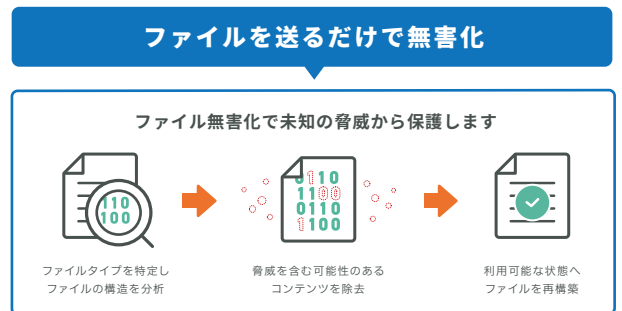 ファイルを送るだけで無害化
ファイル無害化で未知の脅威から保護します
110
100
0110
1100
0110
1100
ファイルタイプを特定し
ファイルの構造を分析
脅威を含む可能性のある
コンテンツを除去
利用可能な状態へ
ファイルを再構築